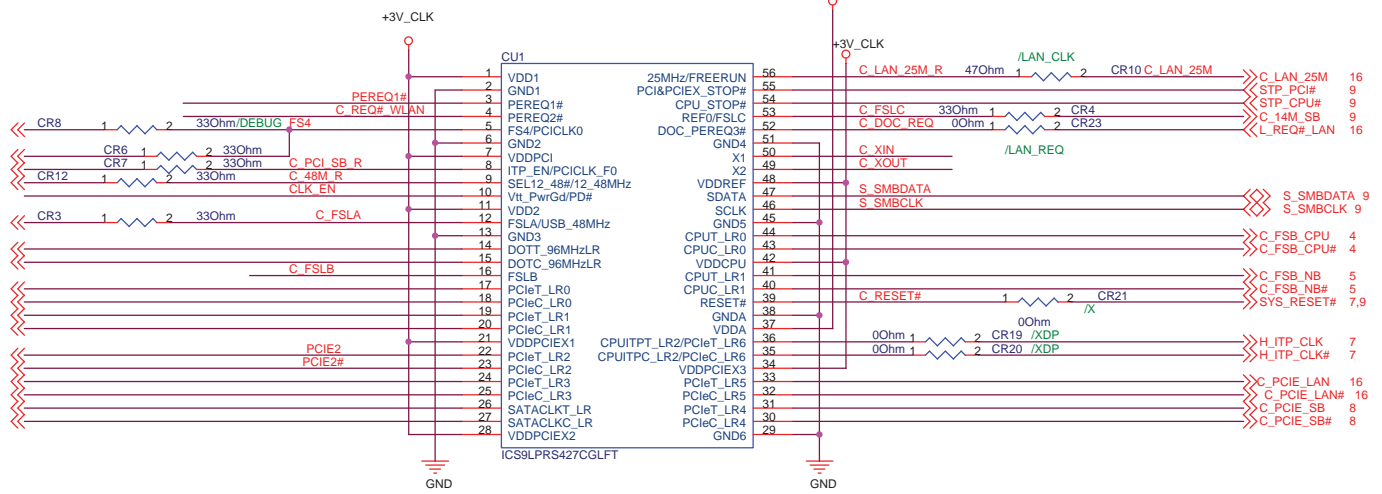 +3V_CLK
+3V_CLK
CU1
/LAN_CLK
1 VDD1 25MHz/FREERUN 56 C_LAN_25M_R 47Ohm 1 2 CR10 C_LAN_25M C_LAN_25M 16
2 GND1 PCI&PCIEX_STOP# 55 STP_PCI# 9
PEREQ1# 3 PEREQ1# CPU_STOP# 54 STP_CPU# 9
C_REQ#_WLAN 4 PEREQ2# REF0/FSLC 53 C_FSLC 33Ohm 1 2 CR4 C_14M_SB 9
CR8 1 2 33Ohm/DEBUG FS4 5 FS4/PCICLK0 DOC_PEREQ3# 52 C_DOC_REQ 0Ohm 1 2 CR23 L_REQ#_LAN 16
6 GND2 GND4 51
/LAN_REQ
CR6 1 2 33Ohm 7 VDDPCI X1 50 C_XIN
CR7 1 2 33Ohm C_PCI_SB_R 8 ITP_EN/PCICLK_F0 X2 49 C_XOUT
CR12 1 2 33Ohm C_48M_R 9 SEL12_48#/12_48MHz VDDREF 48
CLK_EN 10 Vtt_PwrGd/PD# SDATA 47 S_SMBDATA S_SMBDATA 9
11 VDD2 SCLK 46 S_SMBCLK S_SMBCLK 9
CR3 1 2 33Ohm C_FSLA 12 FSLA/USB_48MHz GND5 45
13 GND3 CPUT_LR0 44 C_FSB_CPU 4
14 DOTT_96MHzLR CPUC_LR0 43 C_FSB_CPU# 4
15 DOTC_96MHzLR VDDCPU 42
C_FSLB 16 FSLB CPUT_LR1 41 C_FSB_NB 5
17 PCIeT_LR0 CPUC_LR1 40 C_FSB_NB# 5
18 PCIeC_LR0 RESET# 39 C_RESET# 1 2 CR21 SYS_RESET# 7,9
/X
19 PCIeT_LR1 GNDA 38
20 PCIeC_LR1 VDDA 37
0Ohm
21 VDDPCIEX1 CPUITPT_LR2/PCIeT_LR6 36 0Ohm 1 2 CR19 /XDP H_ITP_CLK 7
PCIE2 22 PCIeT_LR2 CPUITPC_LR2/PCIeC_LR6 35 0Ohm 1 2 CR20 /XDP H_ITP_CLK# 7
PCIE2# 23 PCIeC_LR2 VDDPCIEX3 34
24 PCIeT_LR3 PCIeT_LR5 33 C_PCIE_LAN 16
25 PCIeC_LR3 PCIeC_LR5 32 C_PCIE_LAN# 16
26 SATACLKT_LR PCIeT_LR4 31 C_PCIE_SB 8
27 SATACLKC_LR PCIeC_LR4 30 C_PCIE_SB# 8
28 VDDPCIEX2 GND6 29
ICS9LPRS427CGLFT
GND
GND